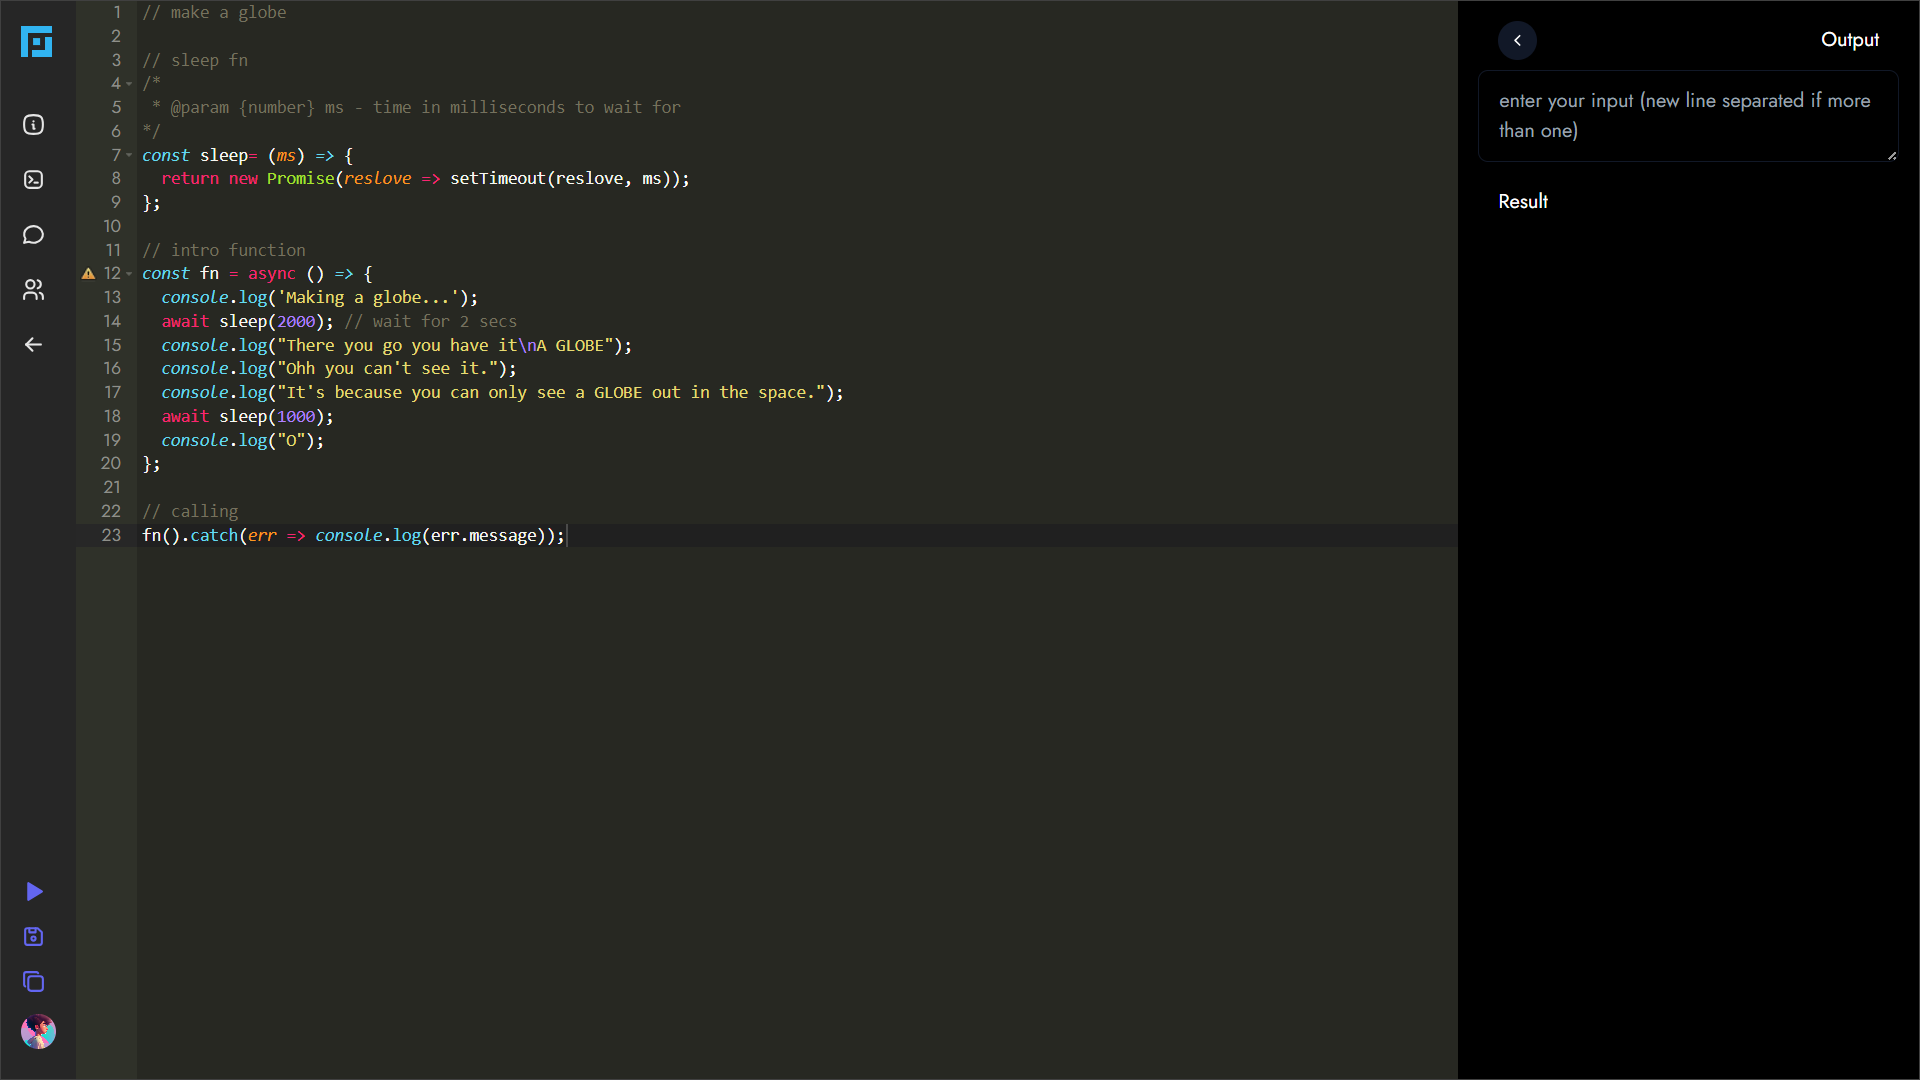 1 // make a globe
2
3 // sleep fn
4 /*
5  * @param {number} ms - time in milliseconds to wait for
6 */
7 const sleep= (ms) => {
8   return new Promise(reslove => setTimeout(reslove, ms));
9 };
10
11 // intro function
12 const fn = async () => {
13   console.log('Making a globe...');
14   await sleep(2000); // wait for 2 secs
15   console.log("There you go you have it\nA GLOBE");
16   console.log("Ohh you can't see it.");
17   console.log("It's because you can only see a GLOBE out in the space.");
18   await sleep(1000);
19   console.log("O");
20 };
21
22 // calling
23 fn().catch(err => console.log(err.message));
Output
enter your input (new line separated if more
than one)
Result